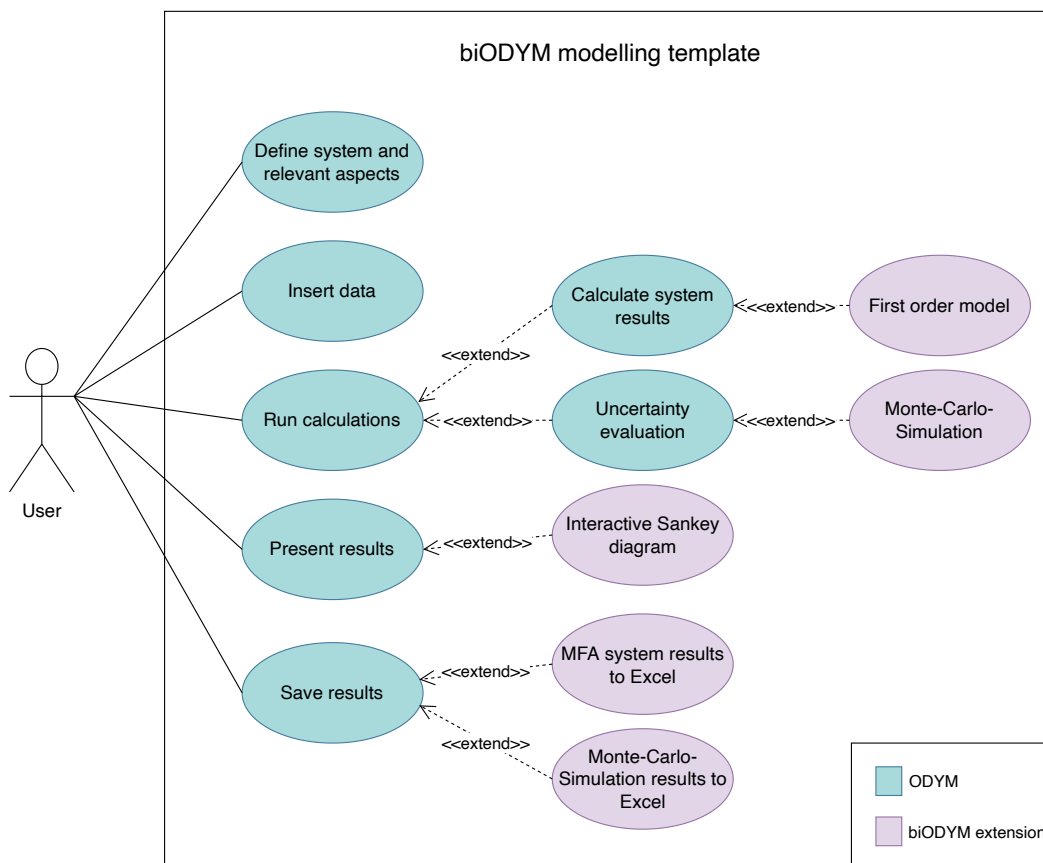 biODYM modelling template
Define system and
relevant aspects
Insert data
Calculate system
results
<<extend>>
First order model
<<extend>>
Run calculations
<<extend>>
Uncertainty
evaluation
<<extend>>
Monte-Carlo-
Simulation
User
Present results
<<extend>>
Interactive Sankey
diagram
Save results
<<extend>>
MFA system results
to Excel
<<extend>>
Monte-Carlo-
Simulation results to
Excel
ODYM
biODYM extension